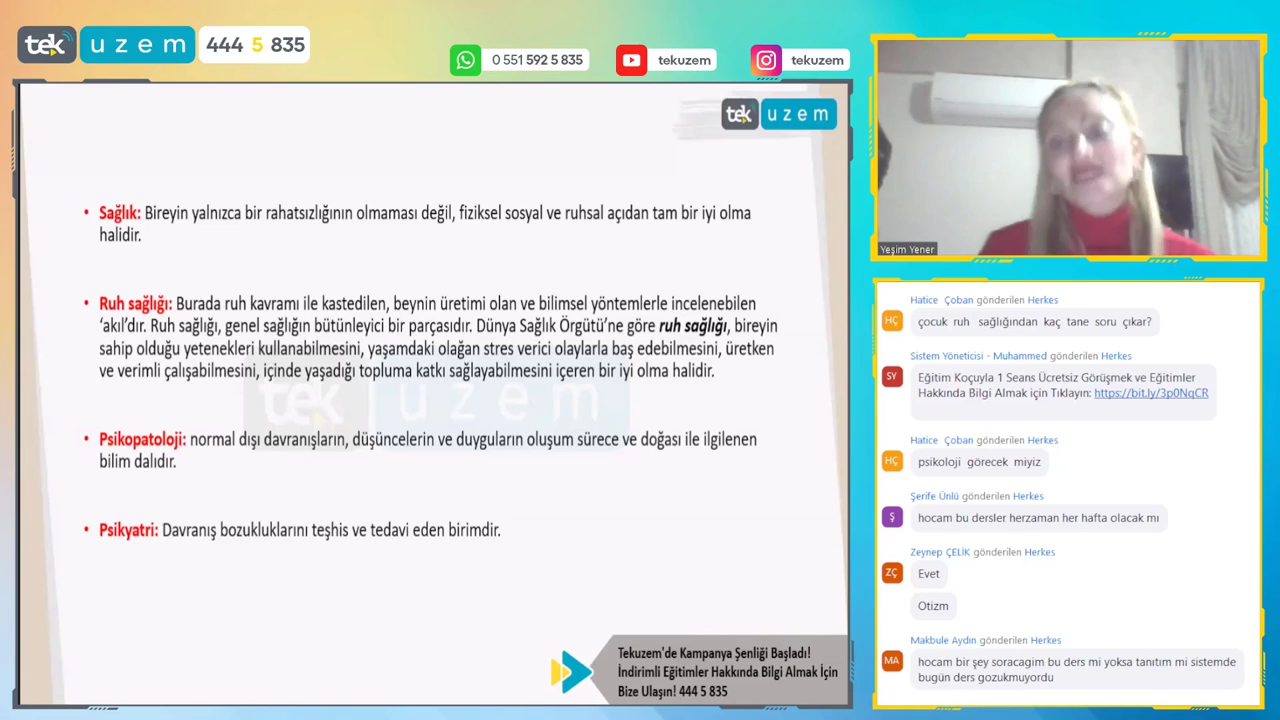 tek uzem 444 5 835
0 551 592 5 835
tekuzem
tekuzem
tek uzem
• Sağlık: Bireyin yalnızca bir rahatsızlığının olmaması değil, fiziksel sosyal ve ruhsal açıdan tam bir iyi olma
halidir.
• Ruh sağlığı: Burada ruh kavramı ile kastedilen, beynin üretimi olan ve bilimsel yöntemlerle incelenebilen
‘akıl’dır. Ruh sağlığı, genel sağlığın bütünleyici bir parçasıdır. Dünya Sağlık Örgütü’ne göre ruh sağlığı, bireyin
sahip olduğu yetenekleri kullanabilmesini, yaşamdaki olağan stres verici olaylarla baş edebilmesini, üretken
ve verimli çalışabilmesini, içinde yaşadığı topluma katkı sağlayabilmesini içeren bir iyi olma halidir.
tek uzem
• Psikopatoloji: normal dışı davranışların, düşüncelerin ve duyguların oluşum sürece ve doğası ile ilgilenen
bilim dalıdır.
• Psikyatri: Davranış bozukluklarını teşhis ve tedavi eden birimdir.
Tekuzem'de Kampanya Şenliği Başladı!
İndirimli Eğitimler Hakkında Bilgi Almak İçin
Bize Ulaşın! 444 5 835
Yeşim Yener
Hatice Çoban gönderilen Herkes
HÇ
çocuk ruh sağlığından kaç tane soru çıkar?
Sistem Yöneticisi - Muhammed gönderilen Herkes
SY
Eğitim Koçuyla 1 Seans Ücretsiz Görüşmek ve Eğitimler
Hakkında Bilgi Almak için Tıklayın: https://bit.ly/3p0NqCR
Hatice Çoban gönderilen Herkes
HÇ
psikoloji görecek miyiz
Şerife Ünlü gönderilen Herkes
Ş
hocam bu dersler herzaman her hafta olacak mı
Zeynep ÇELİK gönderilen Herkes
ZÇ
Evet
Otizm
Makbule Aydın gönderilen Herkes
MA
hocam bir şey soracagim bu ders mi yoksa tanıtım mi sistemde
bugün ders gozukmuyordu